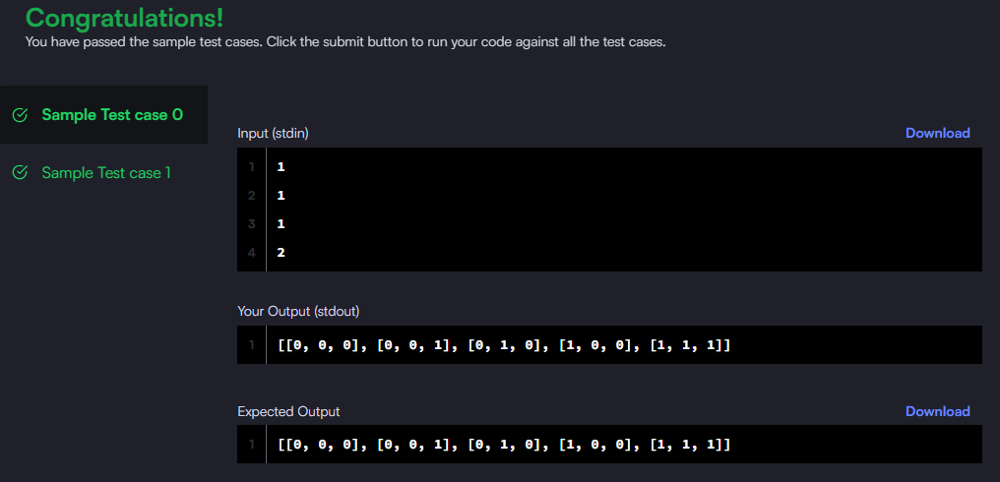 Congratulations!
You have passed the sample test cases. Click the submit button to run your code against all the test cases.
Sample Test case 0
Sample Test case 1
Input (stdin)
Download
1 1
2 1
3 1
4 2
Your Output (stdout)
1 [[0, 0, 0], [0, 0, 1], [0, 1, 0], [1, 0, 0], [1, 1, 1]]
Expected Output
Download
1 [[0, 0, 0], [0, 0, 1], [0, 1, 0], [1, 0, 0], [1, 1, 1]]